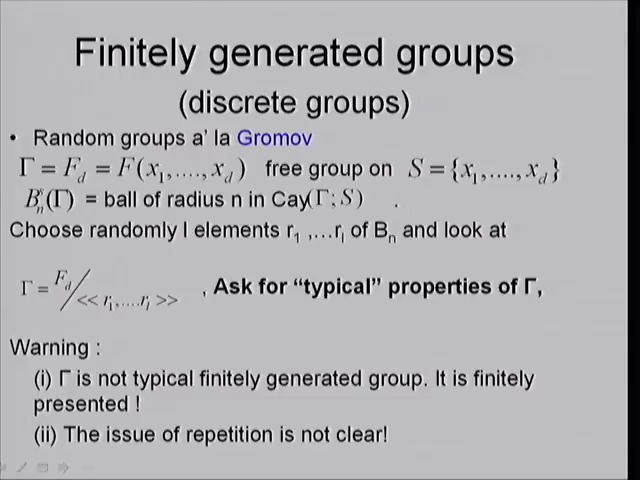 Finitely generated groups
(discrete groups)
• Random groups a' la Gromov
Γ = F_d = F(x_1,....,x_d) free group on S = {x_1,....,x_d}
B_n^s(Γ) = ball of radius n in Cay(Γ;S) .
Choose randomly l elements r_1 ,…r_l of B_n and look at
Γ = F_d / << r_1,....r_l >> , Ask for “typical” properties of Γ,
Warning :
(i) Γ is not typical finitely generated group. It is finitely
presented !
(ii) The issue of repetition is not clear!